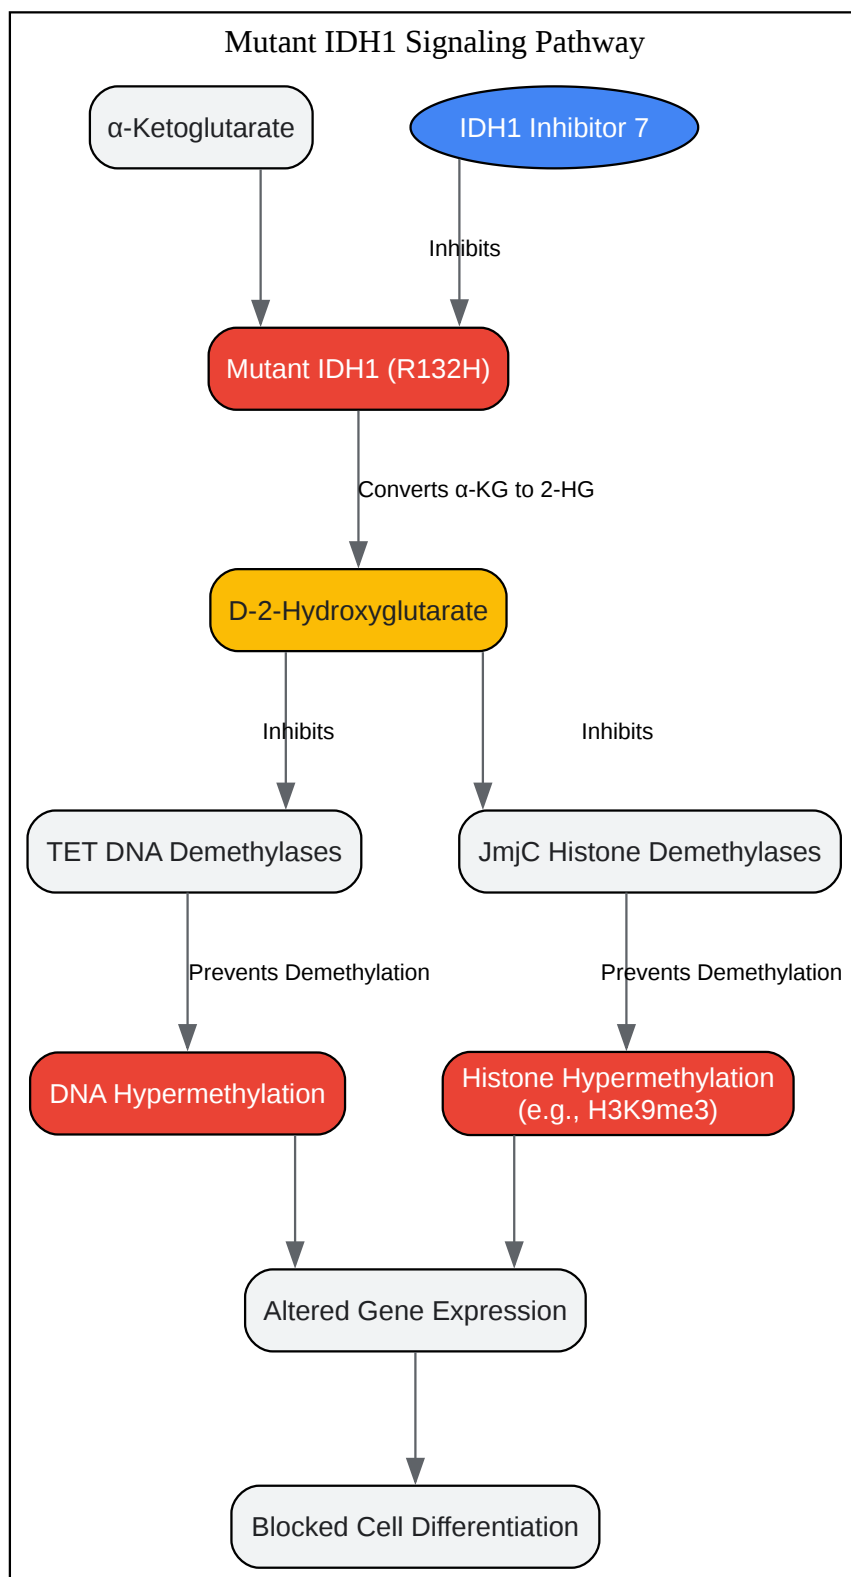 Mutant IDH1 Signaling Pathway
α-Ketoglutarate
IDH1 Inhibitor 7
Inhibits
Mutant IDH1 (R132H)
Converts α-KG to 2-HG
D-2-Hydroxyglutarate
Inhibits
Inhibits
TET DNA Demethylases
JmjC Histone Demethylases
Prevents Demethylation
Prevents Demethylation
DNA Hypermethylation
Histone Hypermethylation
(e.g., H3K9me3)
Altered Gene Expression
Blocked Cell Differentiation